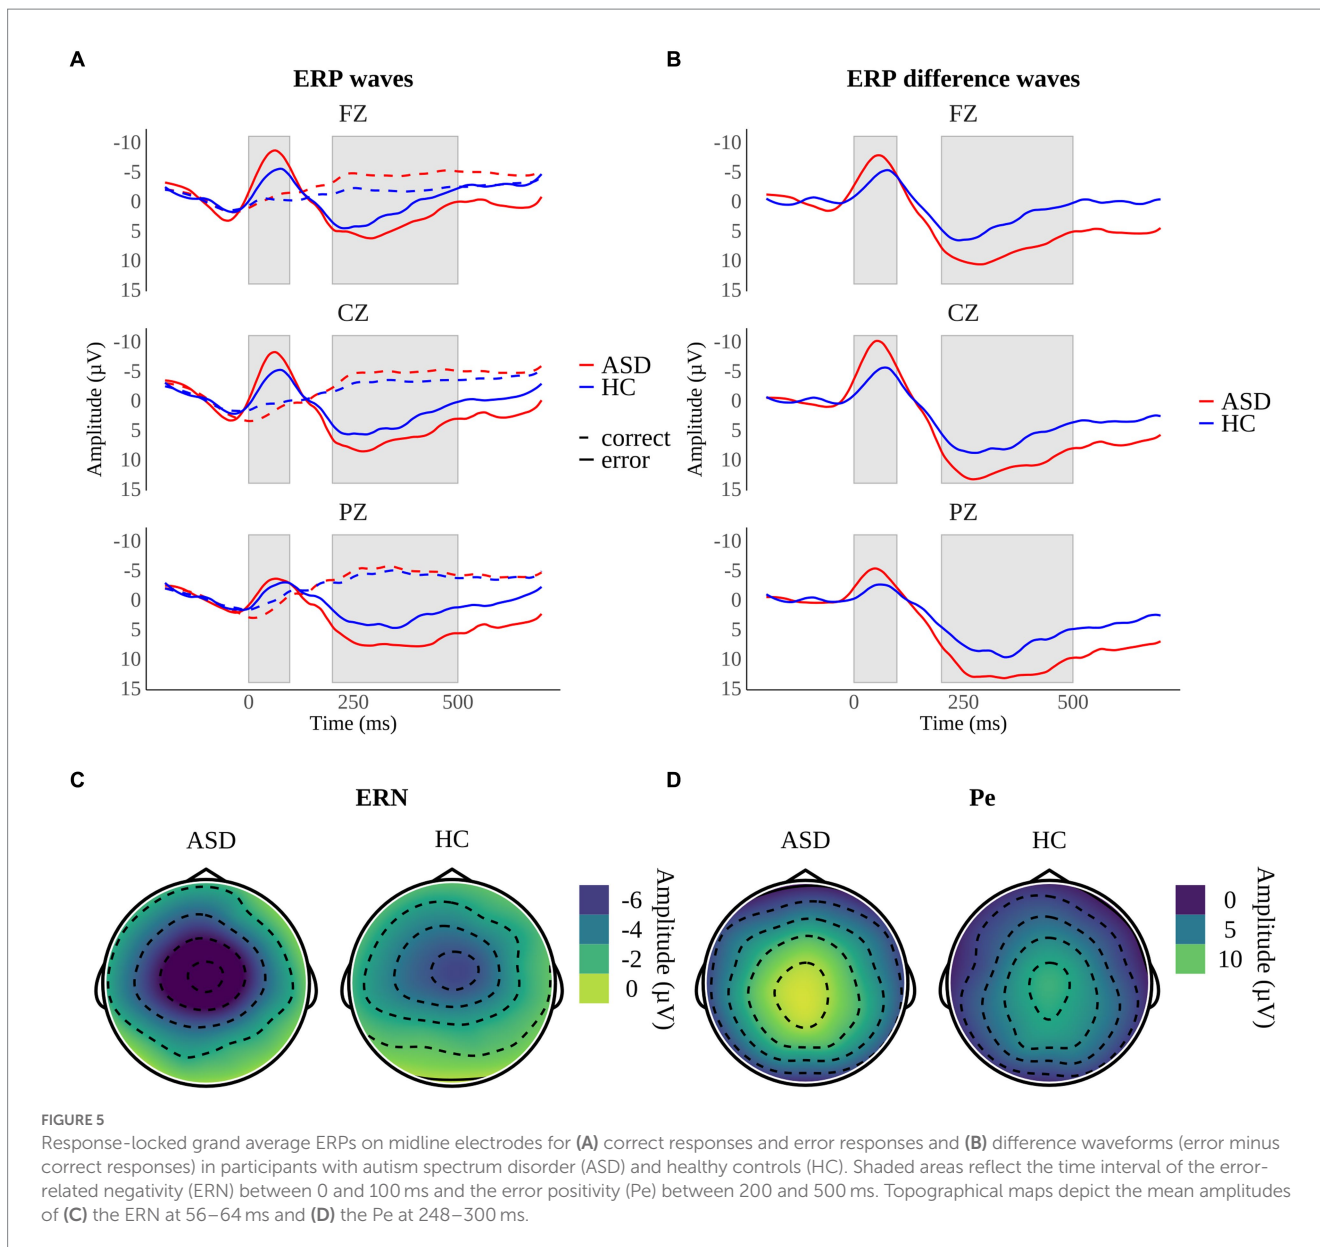 A
ERP waves
FZ
-10
-5
0
5
10
15
CZ
-10
-5
0
5
10
15
Amplitude (µV)
PZ
-10
-5
0
5
10
15
0 250 500
Time (ms)
ASD
HC
correct
error
B
ERP difference waves
FZ
-10
-5
0
5
10
15
CZ
-10
-5
0
5
10
15
Amplitude (µV)
PZ
-10
-5
0
5
10
15
0 250 500
Time (ms)
ASD
HC
C
ERN
ASD HC
-6
-4
-2
0
Amplitude (µV)
D
Pe
ASD HC
0
5
10
Amplitude (µV)
FIGURE 5
Response-locked grand average ERPs on midline electrodes for (A) correct responses and error responses and (B) difference waveforms (error minus
correct responses) in participants with autism spectrum disorder (ASD) and healthy controls (HC). Shaded areas reflect the time interval of the error-
related negativity (ERN) between 0 and 100 ms and the error positivity (Pe) between 200 and 500 ms. Topographical maps depict the mean amplitudes
of (C) the ERN at 56–64 ms and (D) the Pe at 248–300 ms.